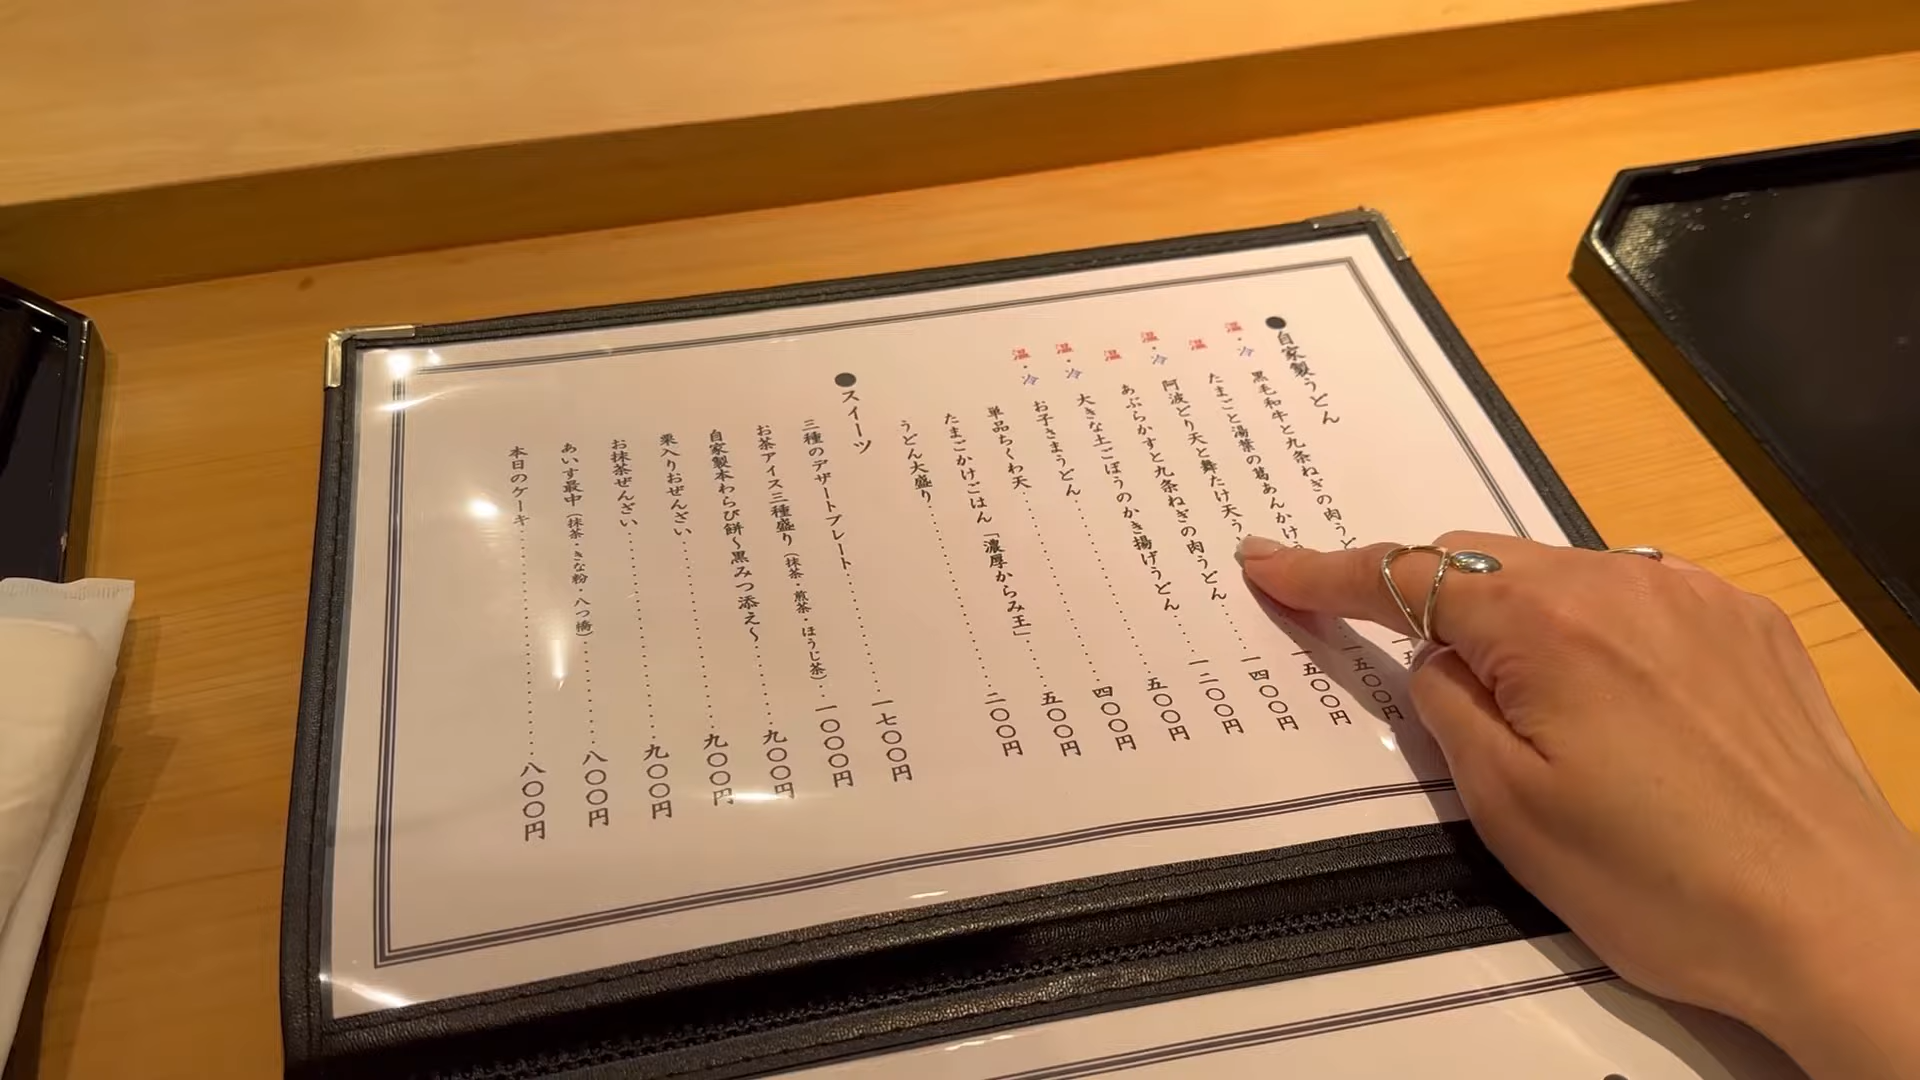 ●自家製うどん
温・冷 黒毛和牛と九条ねぎの肉うど 一五
温 たまごと湯葉の葛あんかけ 一五〇〇円
温・冷 阿波どり天と舞たけ天う 一五〇〇円
温 あぶらかすと九条ねぎの肉うどん……一四〇〇円
温・冷 大きな土ごぼうのかき揚げうどん……一二〇〇円
温・冷 お子さまうどん……五〇〇円
単品ちくわ天……四〇〇円
たまごかけごはん「濃厚からみ王」……五〇〇円
うどん大盛り……二〇〇円
●スイーツ
三種のデザートプレート……一七〇〇円
お茶アイス三種盛り（抹茶・煎茶・ほうじ茶）…一〇〇〇円
自家製本わらび餅〜黒みつ添え〜……九〇〇円
栗入りおぜんざい……九〇〇円
お抹茶ぜんざい……九〇〇円
あいす最中（抹茶・きな粉・八つ橋）……八〇〇円
本日のケーキ……八〇〇円